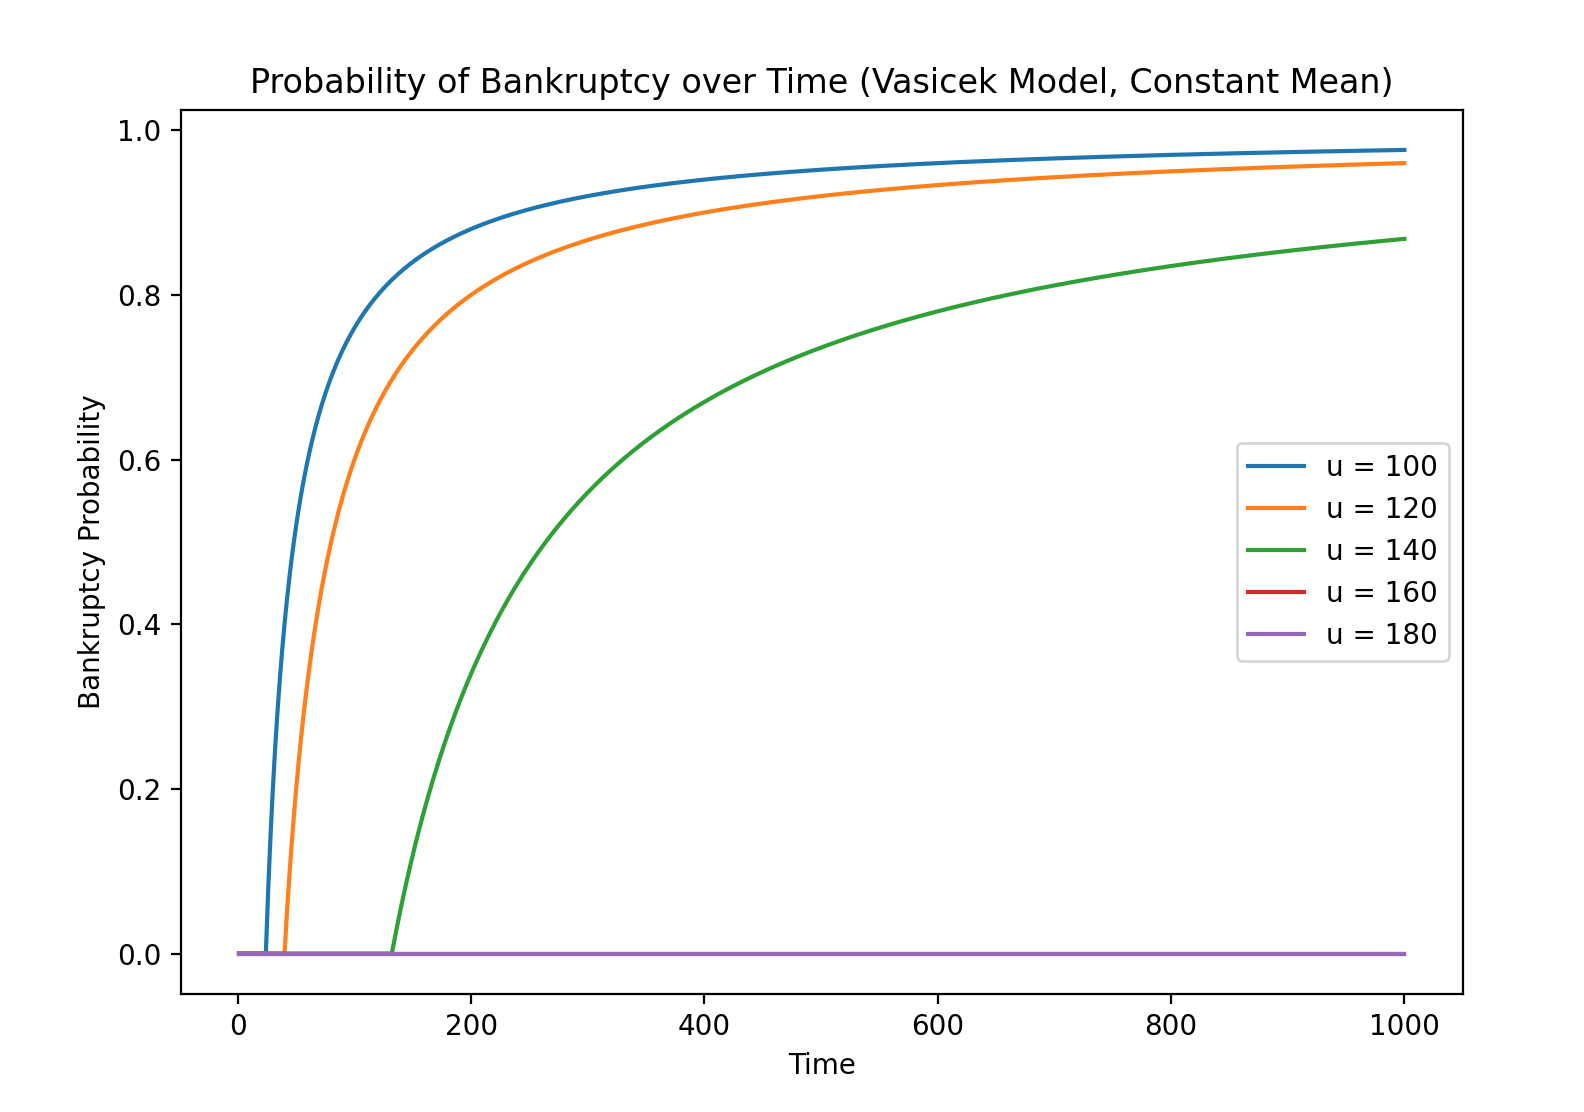 Probability of Bankruptcy over Time (Vasicek Model, Constant Mean)
Bankruptcy Probability
1.0
0.8
0.6
0.4
0.2
0.0
u = 100
u = 120
u = 140
u = 160
u = 180
0 200 400 600 800 1000
Time